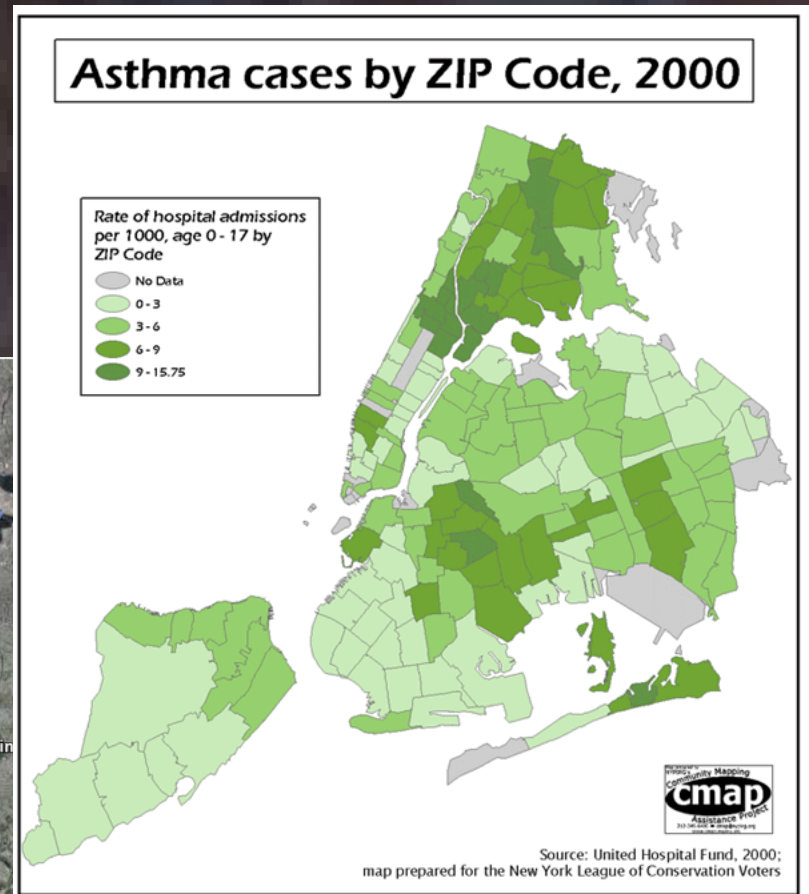 Asthma cases by ZIP Code, 2000
Rate of hospital admissions
per 1000, age 0 - 17 by
ZIP Code
No Data
0 - 3
3 - 6
6 - 9
9 - 15.75
in
Community Mapping
cmap
Assistance Project
Source: United Hospital Fund, 2000;
map prepared for the New York League of Conservation Voters